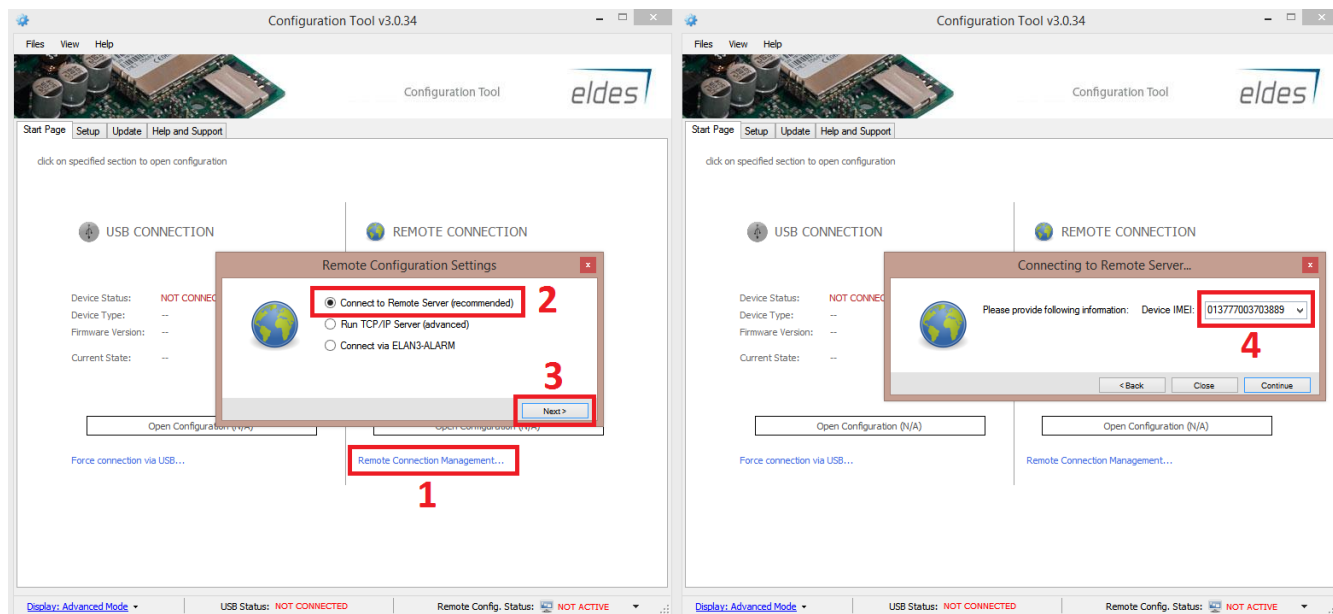 Configuration Tool v3.0.34
Files View Help
Configuration Tool
eldes
Start Page Setup Update Help and Support
click on specified section to open configuration
USB CONNECTION
REMOTE CONNECTION
Remote Configuration Settings
Connect to Remote Server (recommended)
2
Run TCP/IP Server (advanced)
Connect via ELAN3-ALARM
3
Next >
Device Status: NOT CONNEC
Device Type: --
Firmware Version: --
Current State: --
Open Configuration (N/A)
Open Configuration (N/A)
Force connection via USB...
Remote Connection Management...
1
Display: Advanced Mode
USB Status: NOT CONNECTED
Remote Config. Status: NOT ACTIVE
Configuration Tool v3.0.34
Files View Help
Configuration Tool
eldes
Start Page Setup Update Help and Support
click on specified section to open configuration
USB CONNECTION
REMOTE CONNECTION
Connecting to Remote Server...
Please provide following information: Device IMEI: 013777003703889
4
< Back Close Continue
Device Status: NOT CONNEC
Device Type: --
Firmware Version: --
Current State: --
Open Configuration (N/A)
Open Configuration (N/A)
Force connection via USB...
Remote Connection Management...
Display: Advanced Mode
USB Status: NOT CONNECTED
Remote Config. Status: NOT ACTIVE